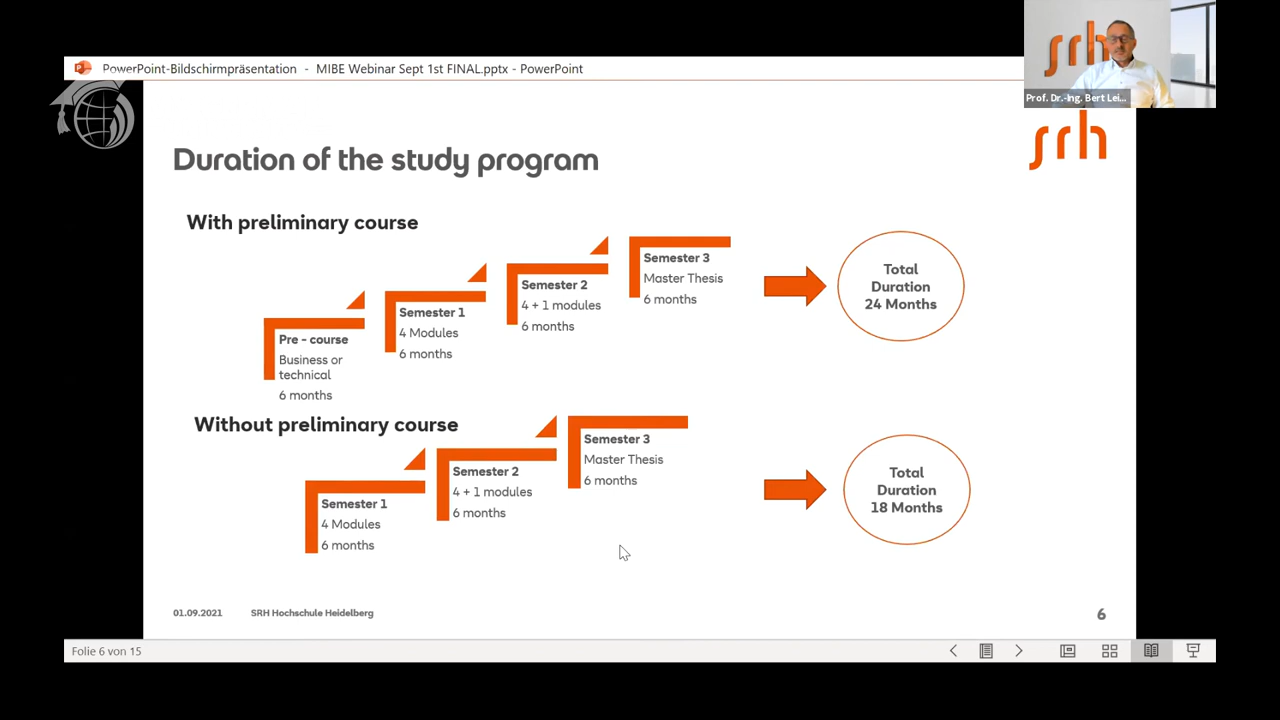 PowerPoint-Bildschirmpräsentation - MIBE Webinar Sept 1st FINAL.pptx - PowerPoint
srh
Prof. Dr.-Ing. Bert Lei...
srh
Duration of the study program
With preliminary course
Pre - course
Business or
technical
6 months
Semester 1
4 Modules
6 months
Semester 2
4 + 1 modules
6 months
Semester 3
Master Thesis
6 months
Total
Duration
24 Months
Without preliminary course
Semester 1
4 Modules
6 months
Semester 2
4 + 1 modules
6 months
Semester 3
Master Thesis
6 months
Total
Duration
18 Months
01.09.2021 SRH Hochschule Heidelberg
6
Folie 6 von 15